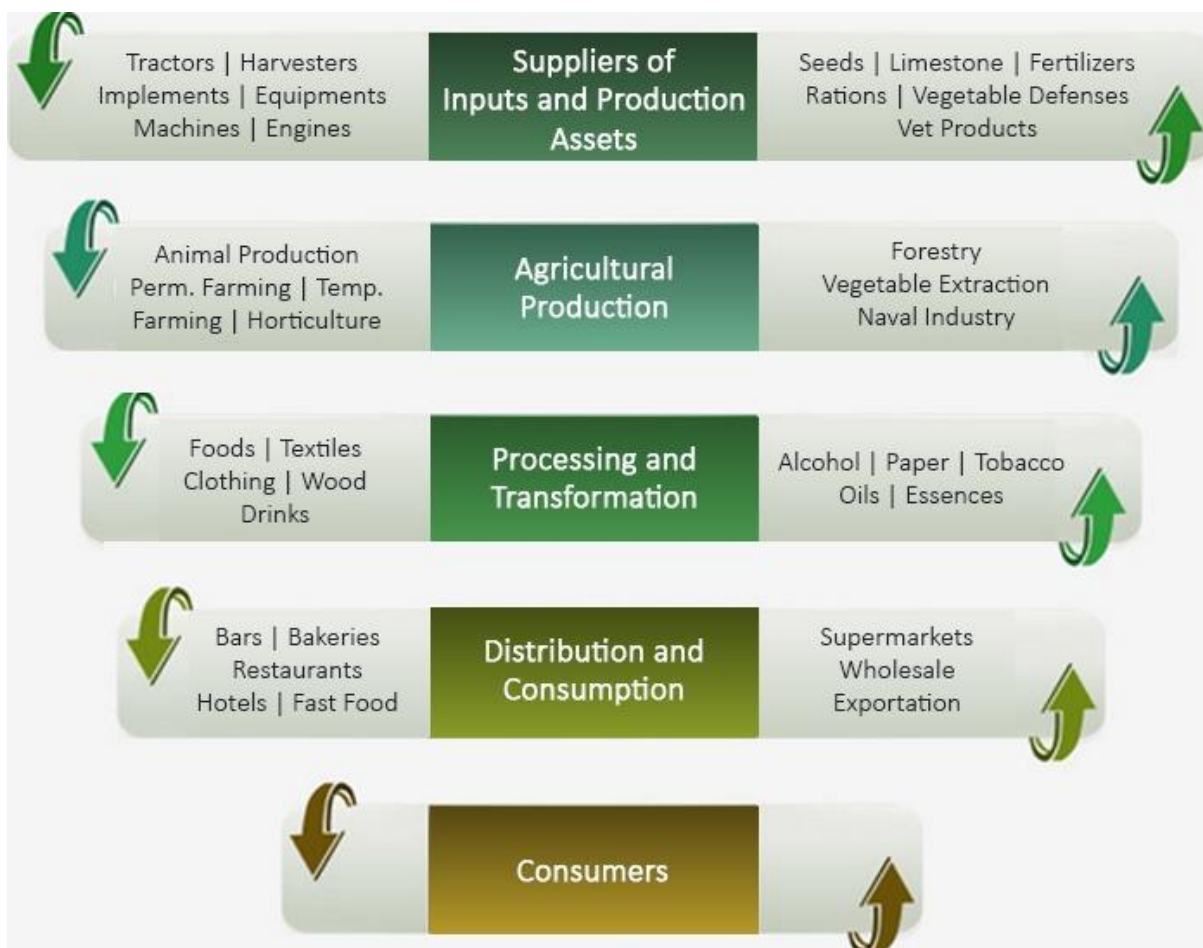 Tractors | Harvesters
Implements | Equipments
Machines | Engines
Suppliers of
Inputs and Production
Assets
Seeds | Limestone | Fertilizers
Rations | Vegetable Defenses
Vet Products
Animal Production
Perm. Farming | Temp.
Farming | Horticulture
Agricultural
Production
Forestry
Vegetable Extraction
Naval Industry
Foods | Textiles
Clothing | Wood
Drinks
Processing and
Transformation
Alcohol | Paper | Tobacco
Oils | Essences
Bars | Bakeries
Restaurants
Hotels | Fast Food
Distribution and
Consumption
Supermarkets
Wholesale
Exportation
Consumers